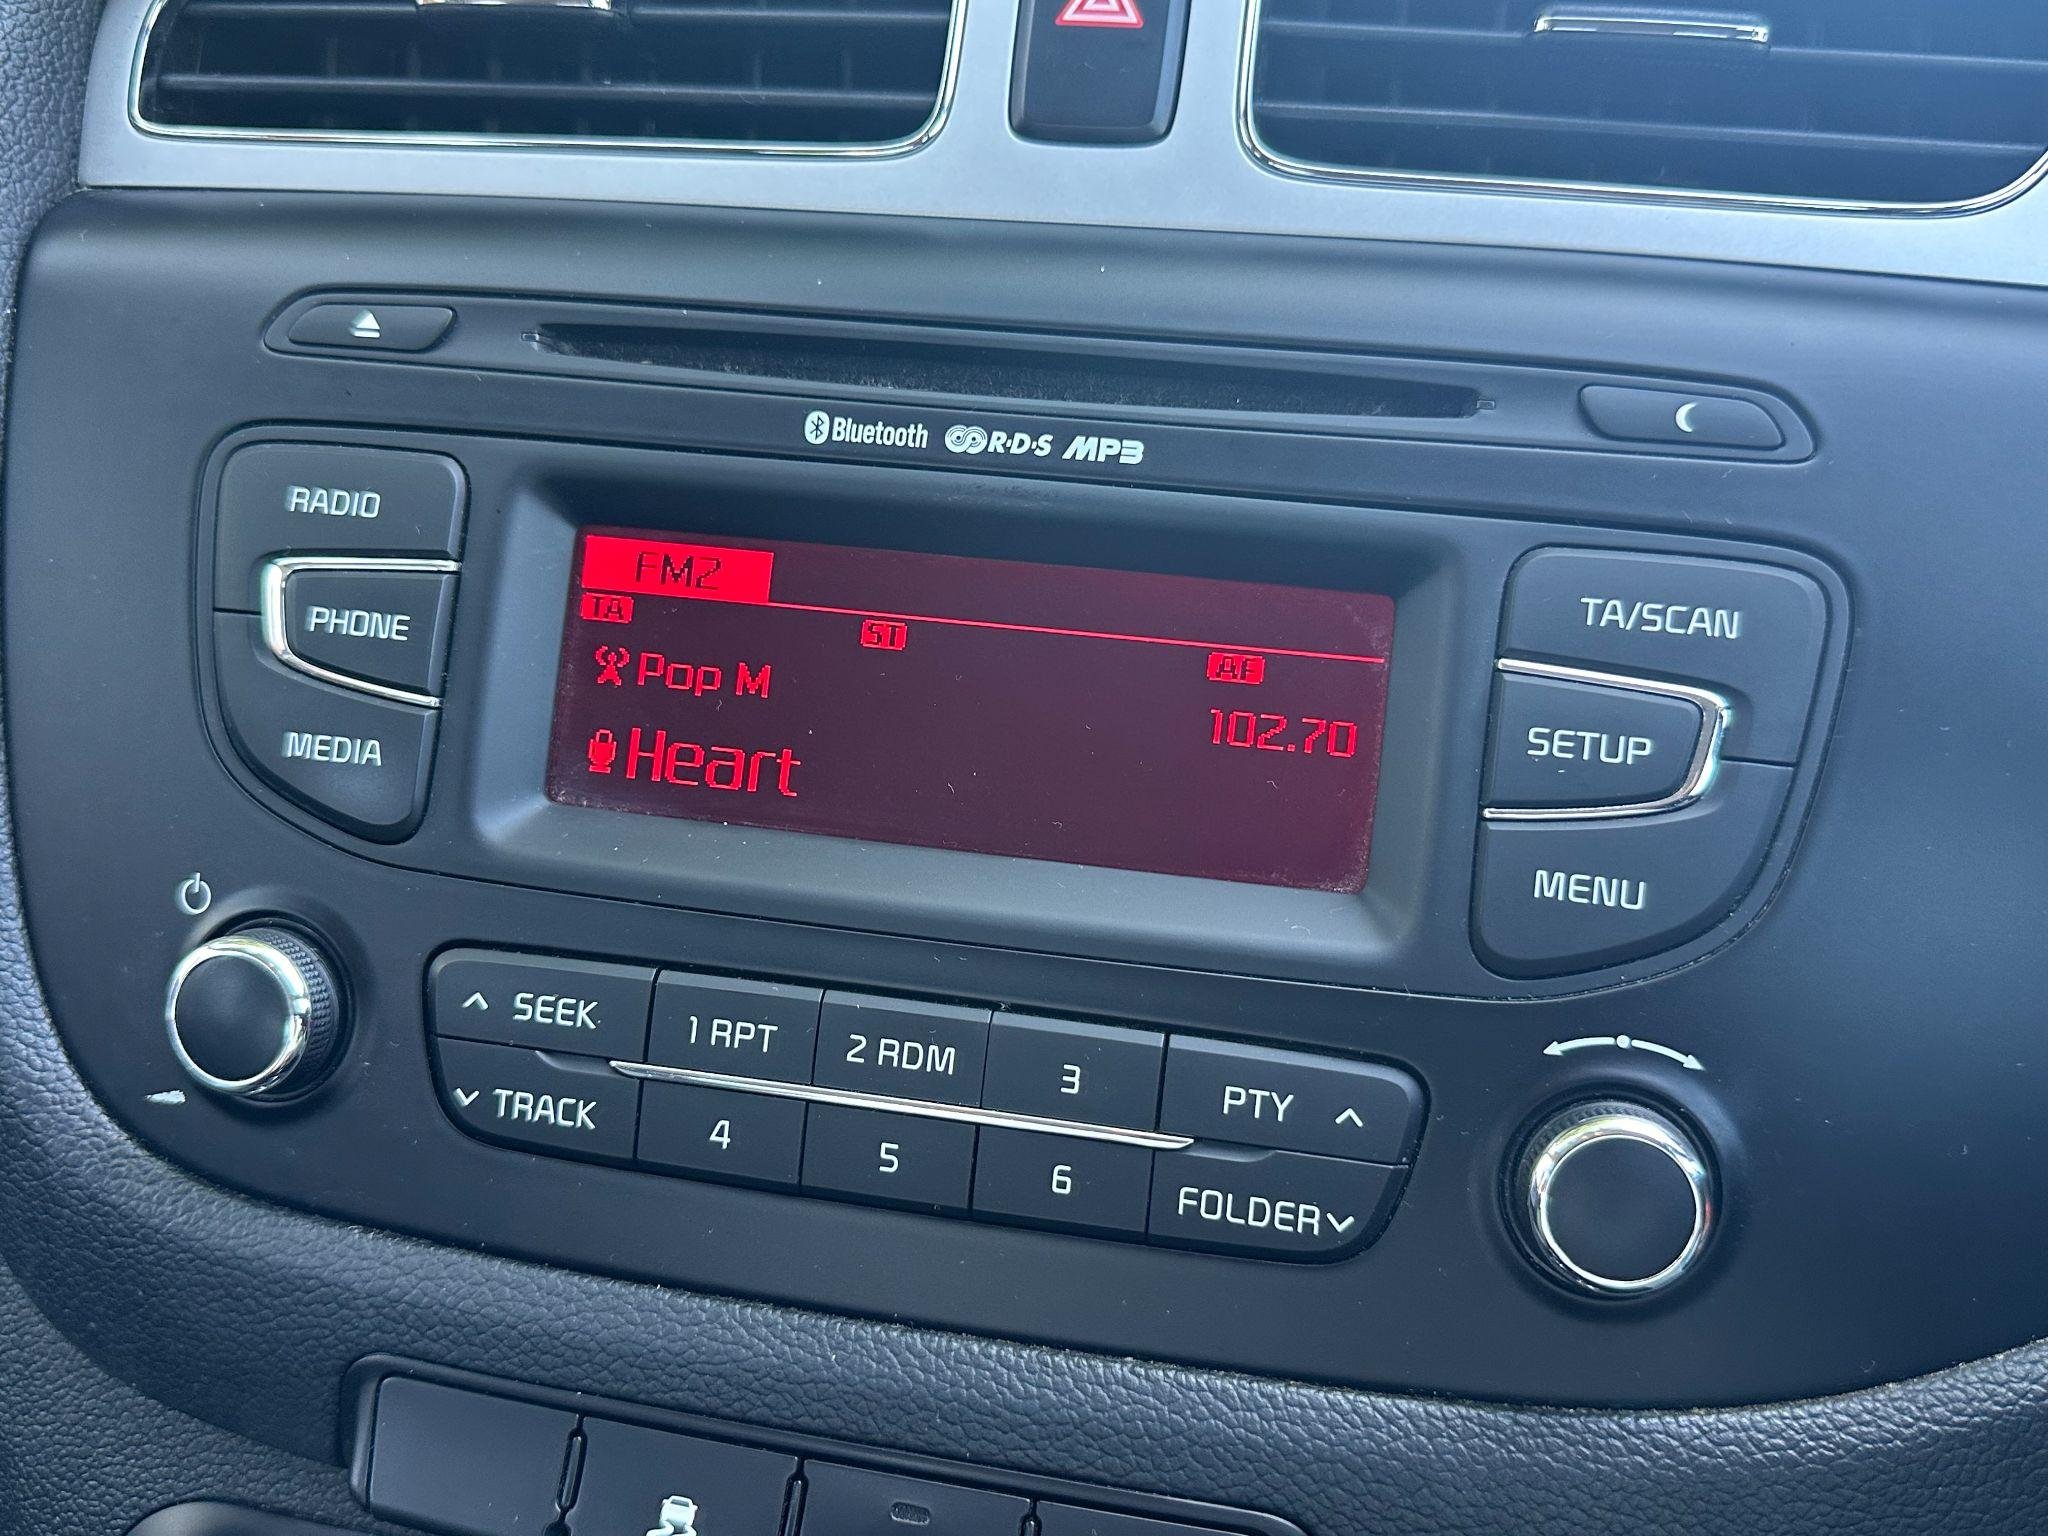 Bluetooth R·D·S MP3
RADIO
PHONE
MEDIA
FM2
TA
ST
AF
Pop M
102.70
Heart
TA/SCAN
SETUP
MENU
SEEK
1 RPT
2 RDM
3
PTY
TRACK
4
5
6
FOLDER